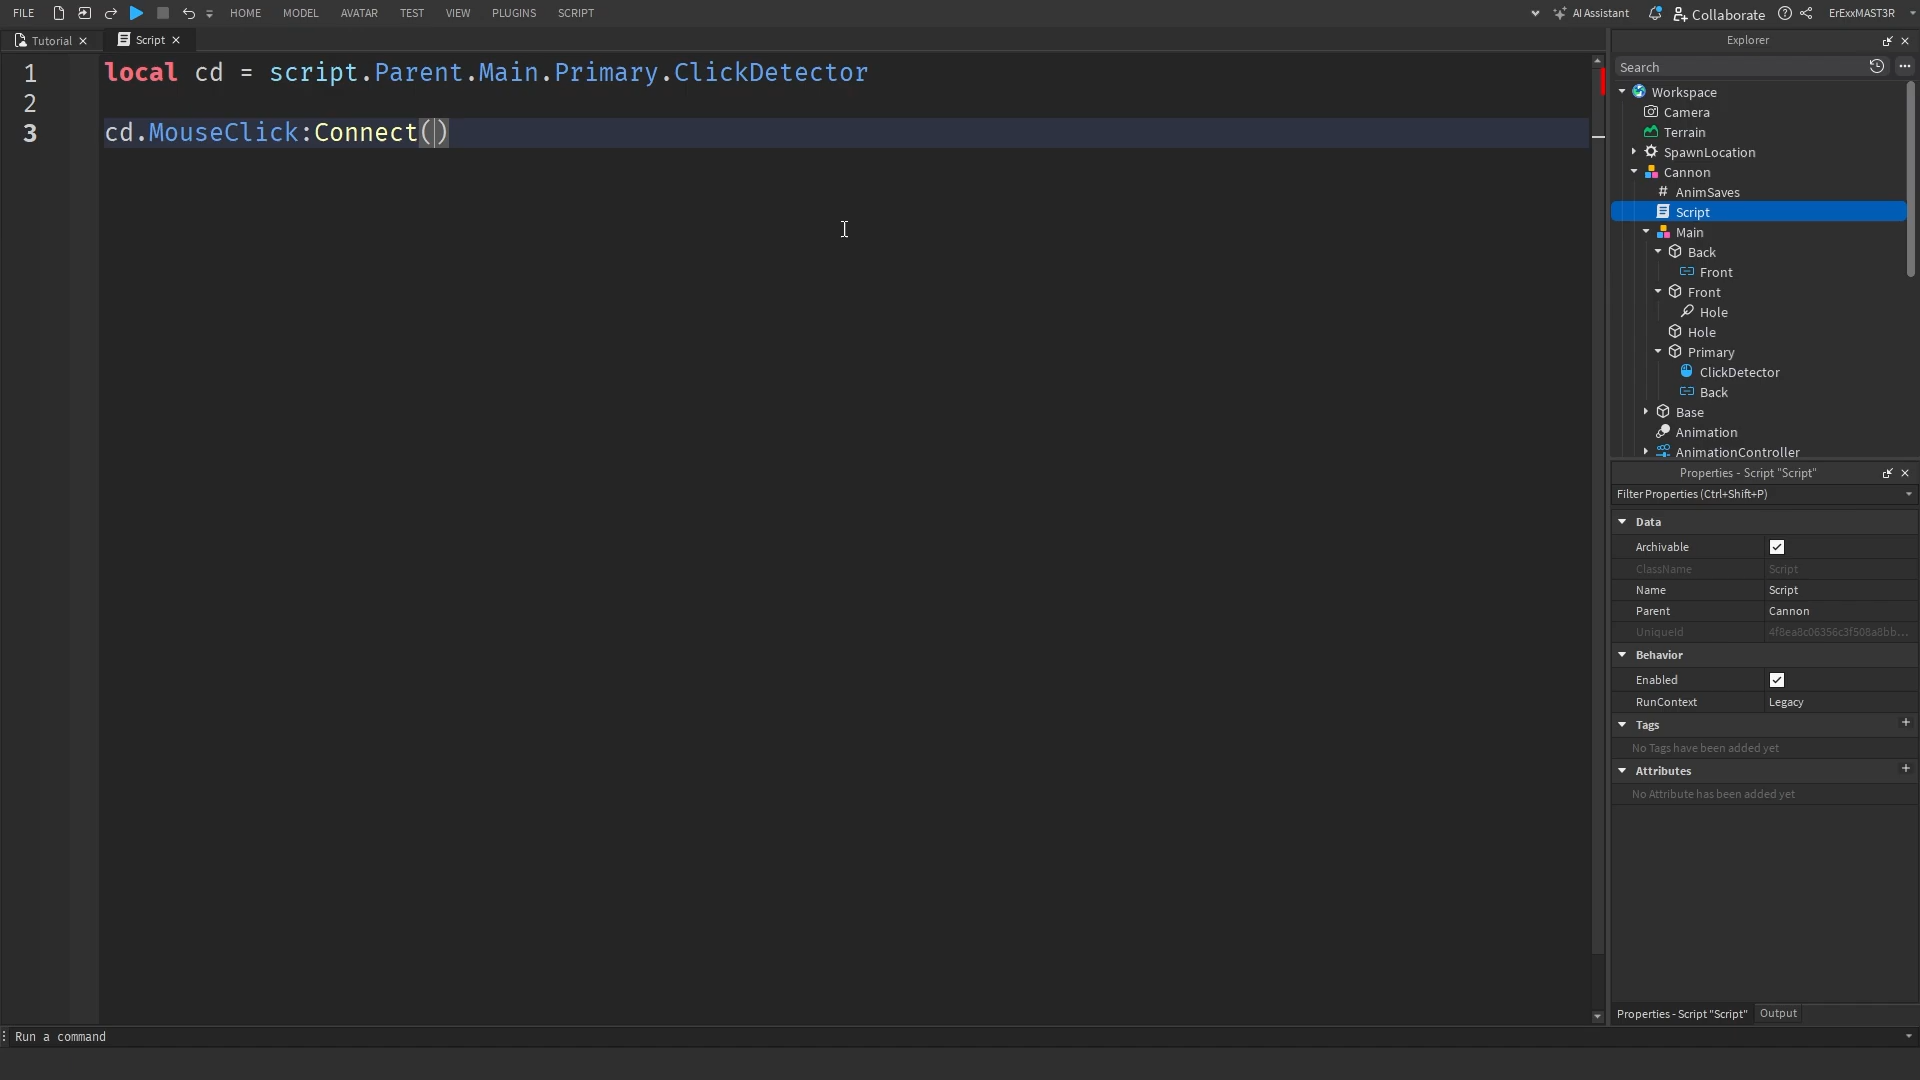 FILE HOME MODEL AVATAR TEST VIEW PLUGINS SCRIPT AI Assistant Collaborate ErExxMAST3R
Tutorial Script
1 local cd = script.Parent.Main.Primary.ClickDetector
2
3 cd.MouseClick:Connect()
Explorer
Search
Workspace
Camera
Terrain
SpawnLocation
Cannon
AnimSaves
Script
Main
Back
Front
Front
Hole
Hole
Primary
ClickDetector
Back
Base
Animation
AnimationController
Properties - Script "Script"
Filter Properties (Ctrl+Shift+P)
Data
Archivable
ClassName Script
Name Script
Parent Cannon
UniqueId 4f8ea8c06356c3f508a8bb...
Behavior
Enabled
RunContext Legacy
Tags
No Tags have been added yet
Attributes
No Attribute has been added yet
Properties - Script "Script" Output
Run a command